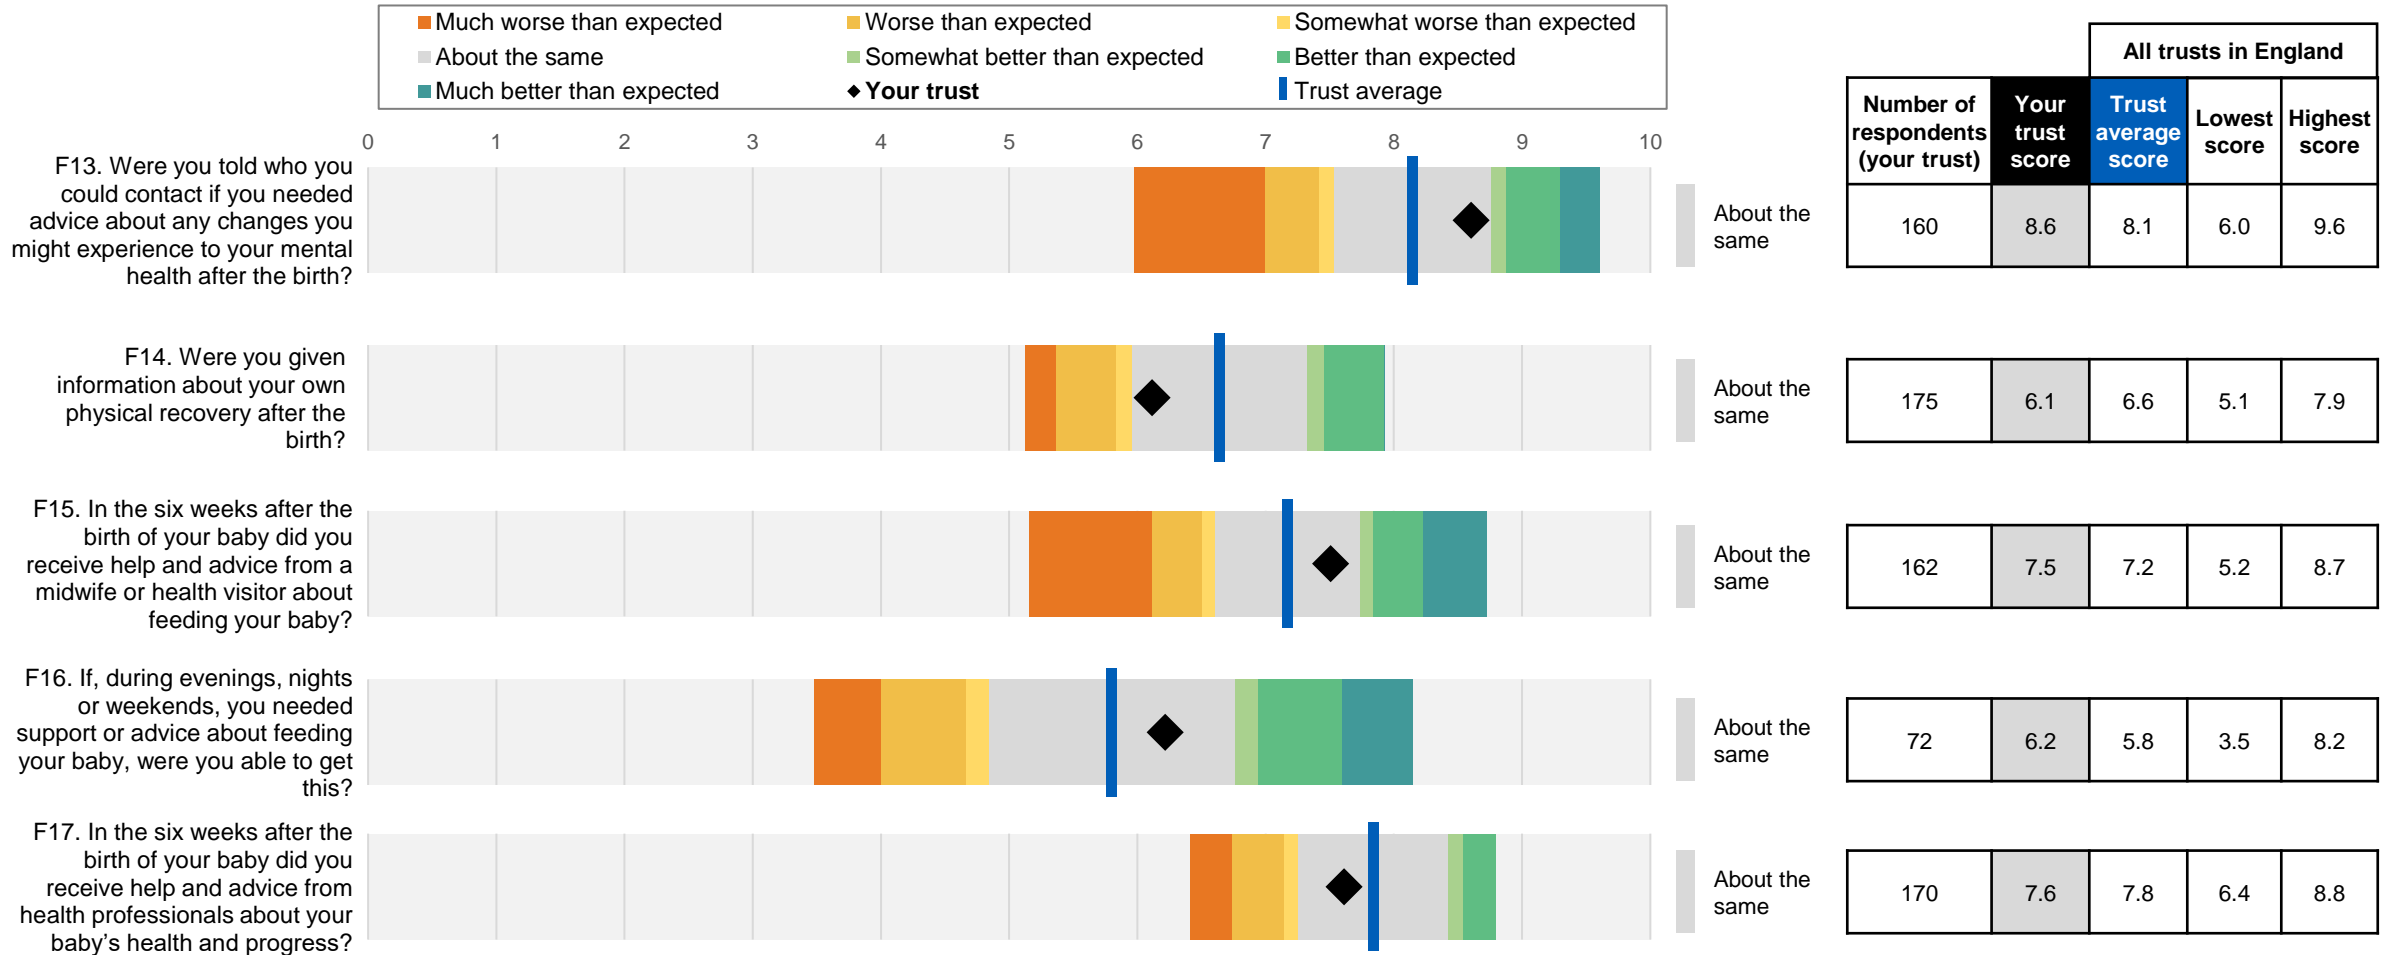 Much worse than expected
Worse than expected
Somewhat worse than expected
About the same
Somewhat better than expected
Better than expected
Much better than expected
Your trust
Trust average
All trusts in England
Number of
respondents
(your trust)
Your
trust
score
Trust
average
score
Lowest
score
Highest
score
0 1 2 3 4 5 6 7 8 9 10
F13. Were you told who you
could contact if you needed
advice about any changes you
might experience to your mental
health after the birth?
About the
same
160 8.6 8.1 6.0 9.6
F14. Were you given
information about your own
physical recovery after the
birth?
About the
same
175 6.1 6.6 5.1 7.9
F15. In the six weeks after the
birth of your baby did you
receive help and advice from a
midwife or health visitor about
feeding your baby?
About the
same
162 7.5 7.2 5.2 8.7
F16. If, during evenings, nights
or weekends, you needed
support or advice about feeding
your baby, were you able to get
this?
About the
same
72 6.2 5.8 3.5 8.2
F17. In the six weeks after the
birth of your baby did you
receive help and advice from
health professionals about your
baby’s health and progress?
About the
same
170 7.6 7.8 6.4 8.8